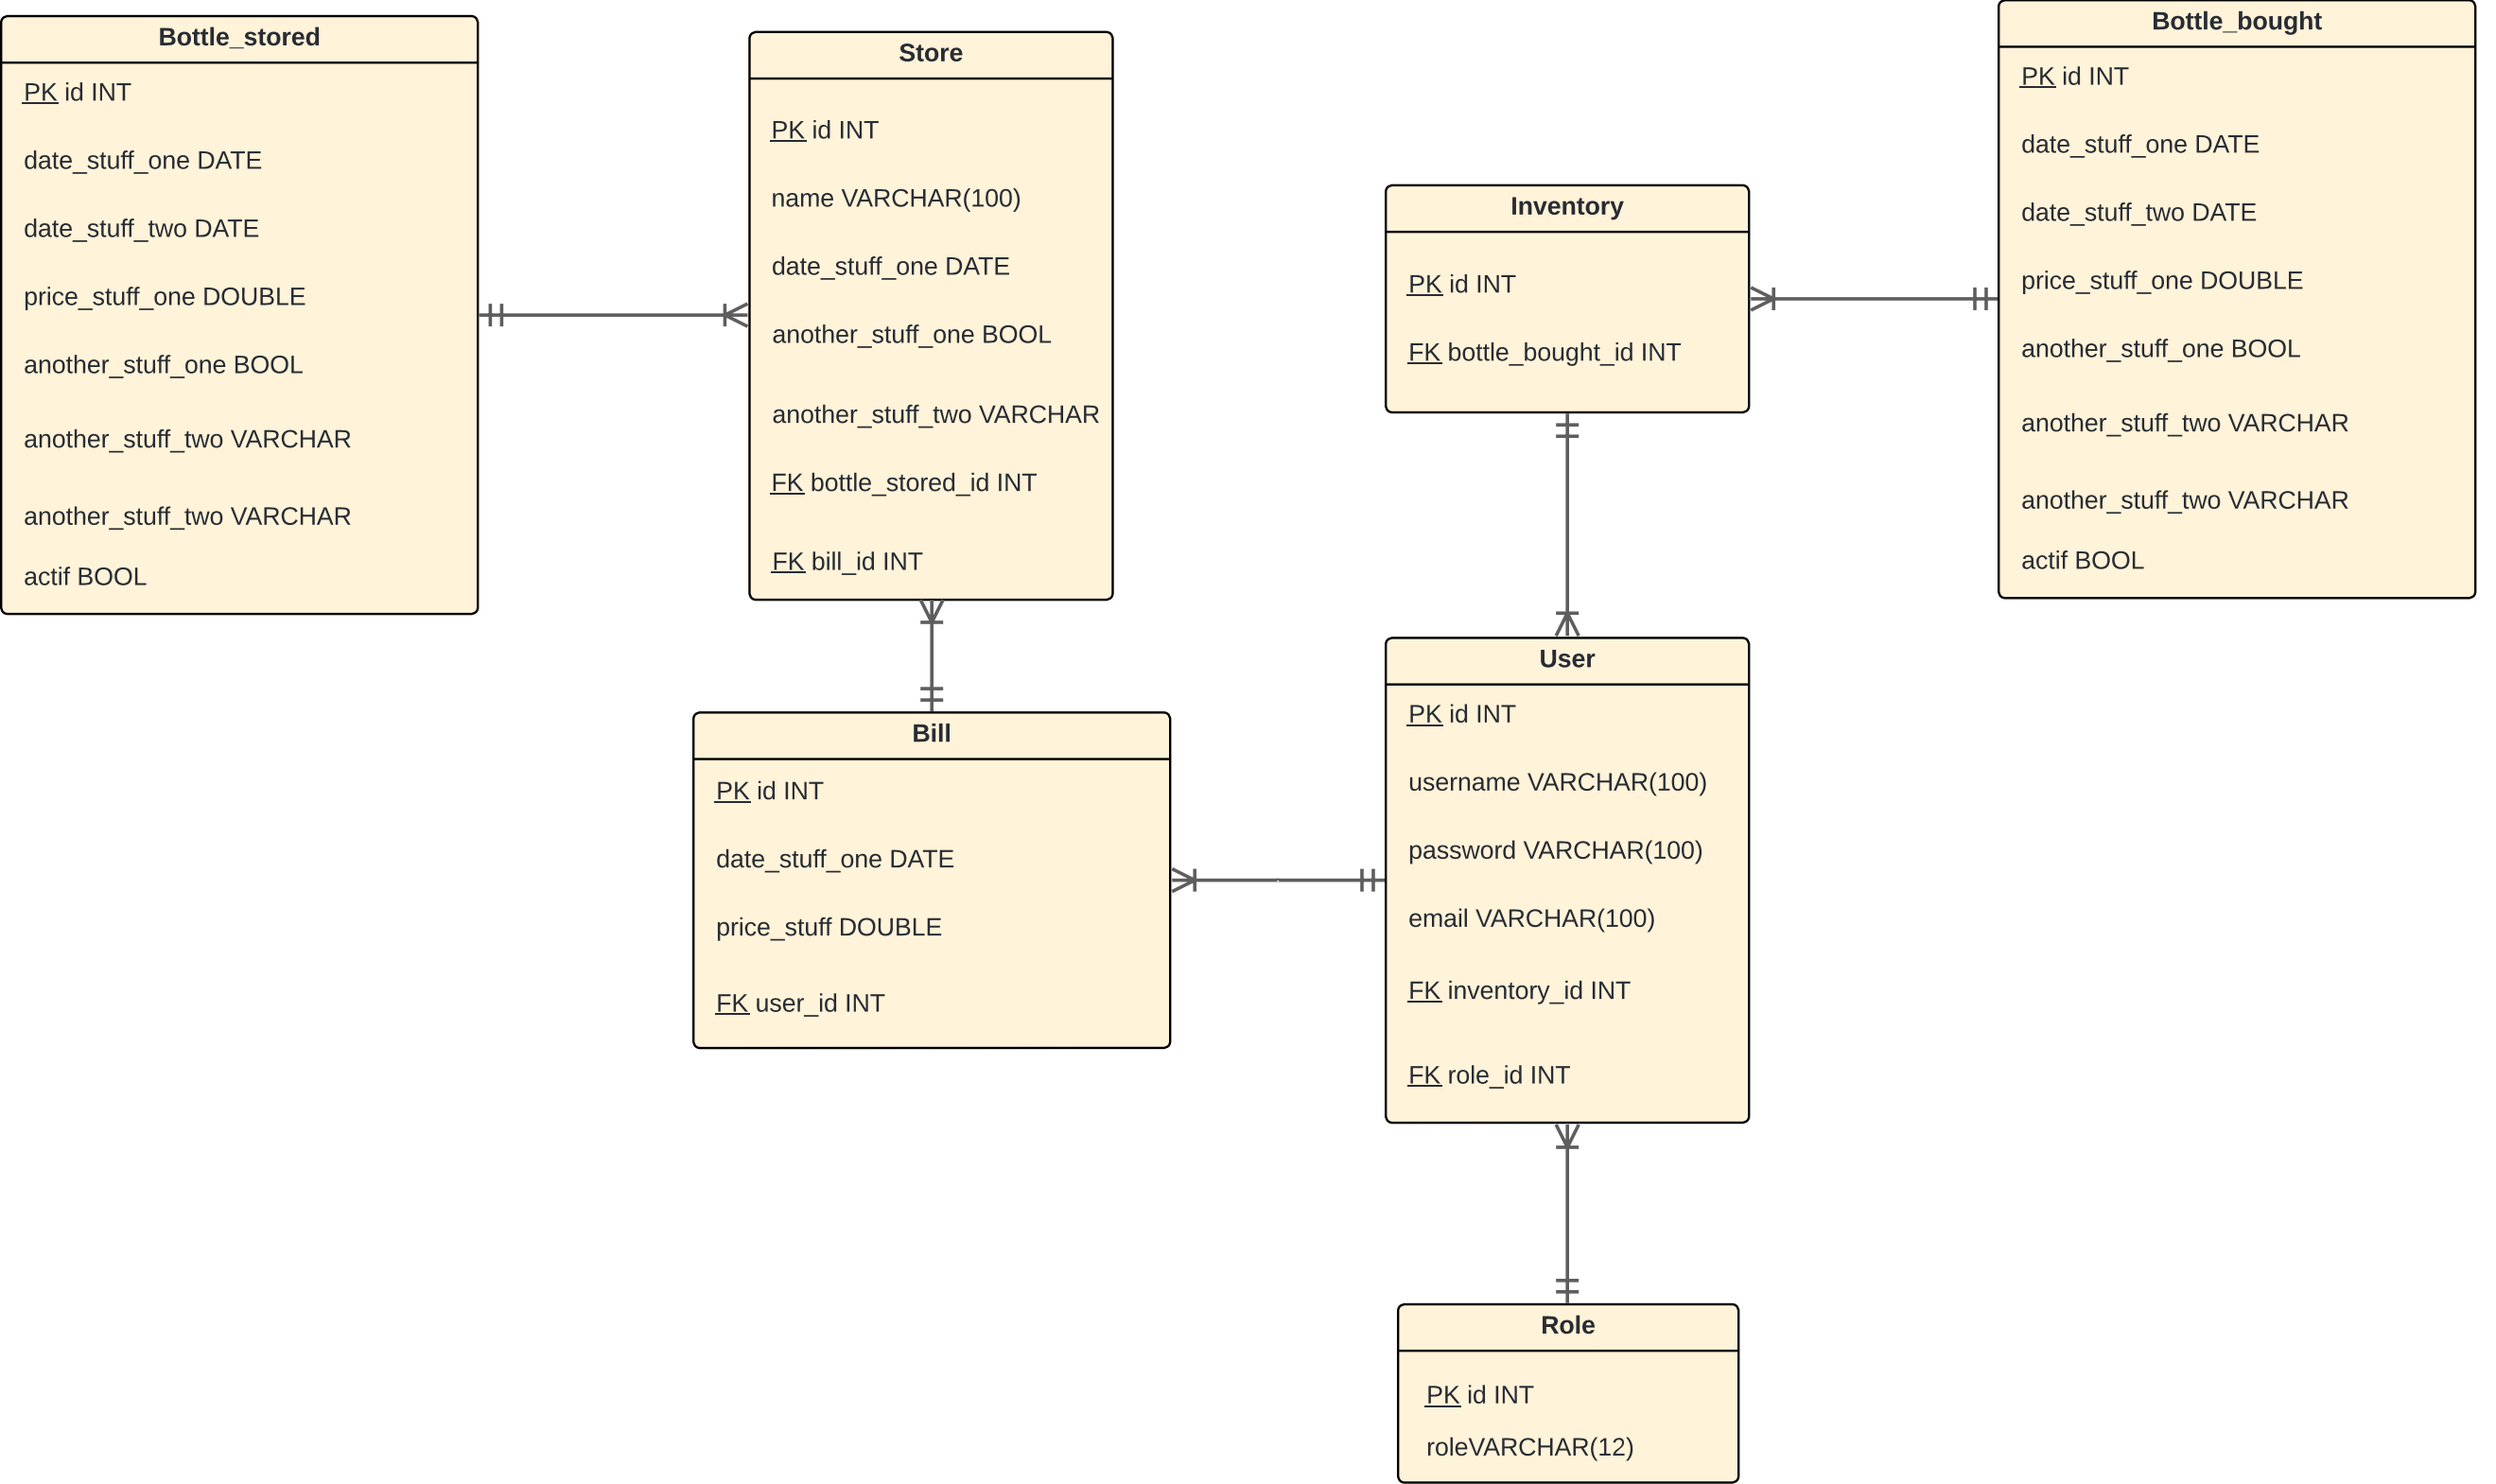 Bottle_stored
PK id INT
date_stuff_one DATE
date_stuff_two DATE
price_stuff_one DOUBLE
another_stuff_one BOOL
another_stuff_two VARCHAR
another_stuff_two VARCHAR
actif BOOL
Store
PK id INT
name VARCHAR(100)
date_stuff_one DATE
another_stuff_one BOOL
another_stuff_two VARCHAR
FK bottle_stored_id INT
FK bill_id INT
Inventory
PK id INT
FK bottle_bought_id INT
Bottle_bought
PK id INT
date_stuff_one DATE
date_stuff_two DATE
price_stuff_one DOUBLE
another_stuff_one BOOL
another_stuff_two VARCHAR
another_stuff_two VARCHAR
actif BOOL
Bill
PK id INT
date_stuff_one DATE
price_stuff DOUBLE
FK user_id INT
User
PK id INT
username VARCHAR(100)
password VARCHAR(100)
email VARCHAR(100)
FK inventory_id INT
FK role_id INT
Role
PK id INT
roleVARCHAR(12)